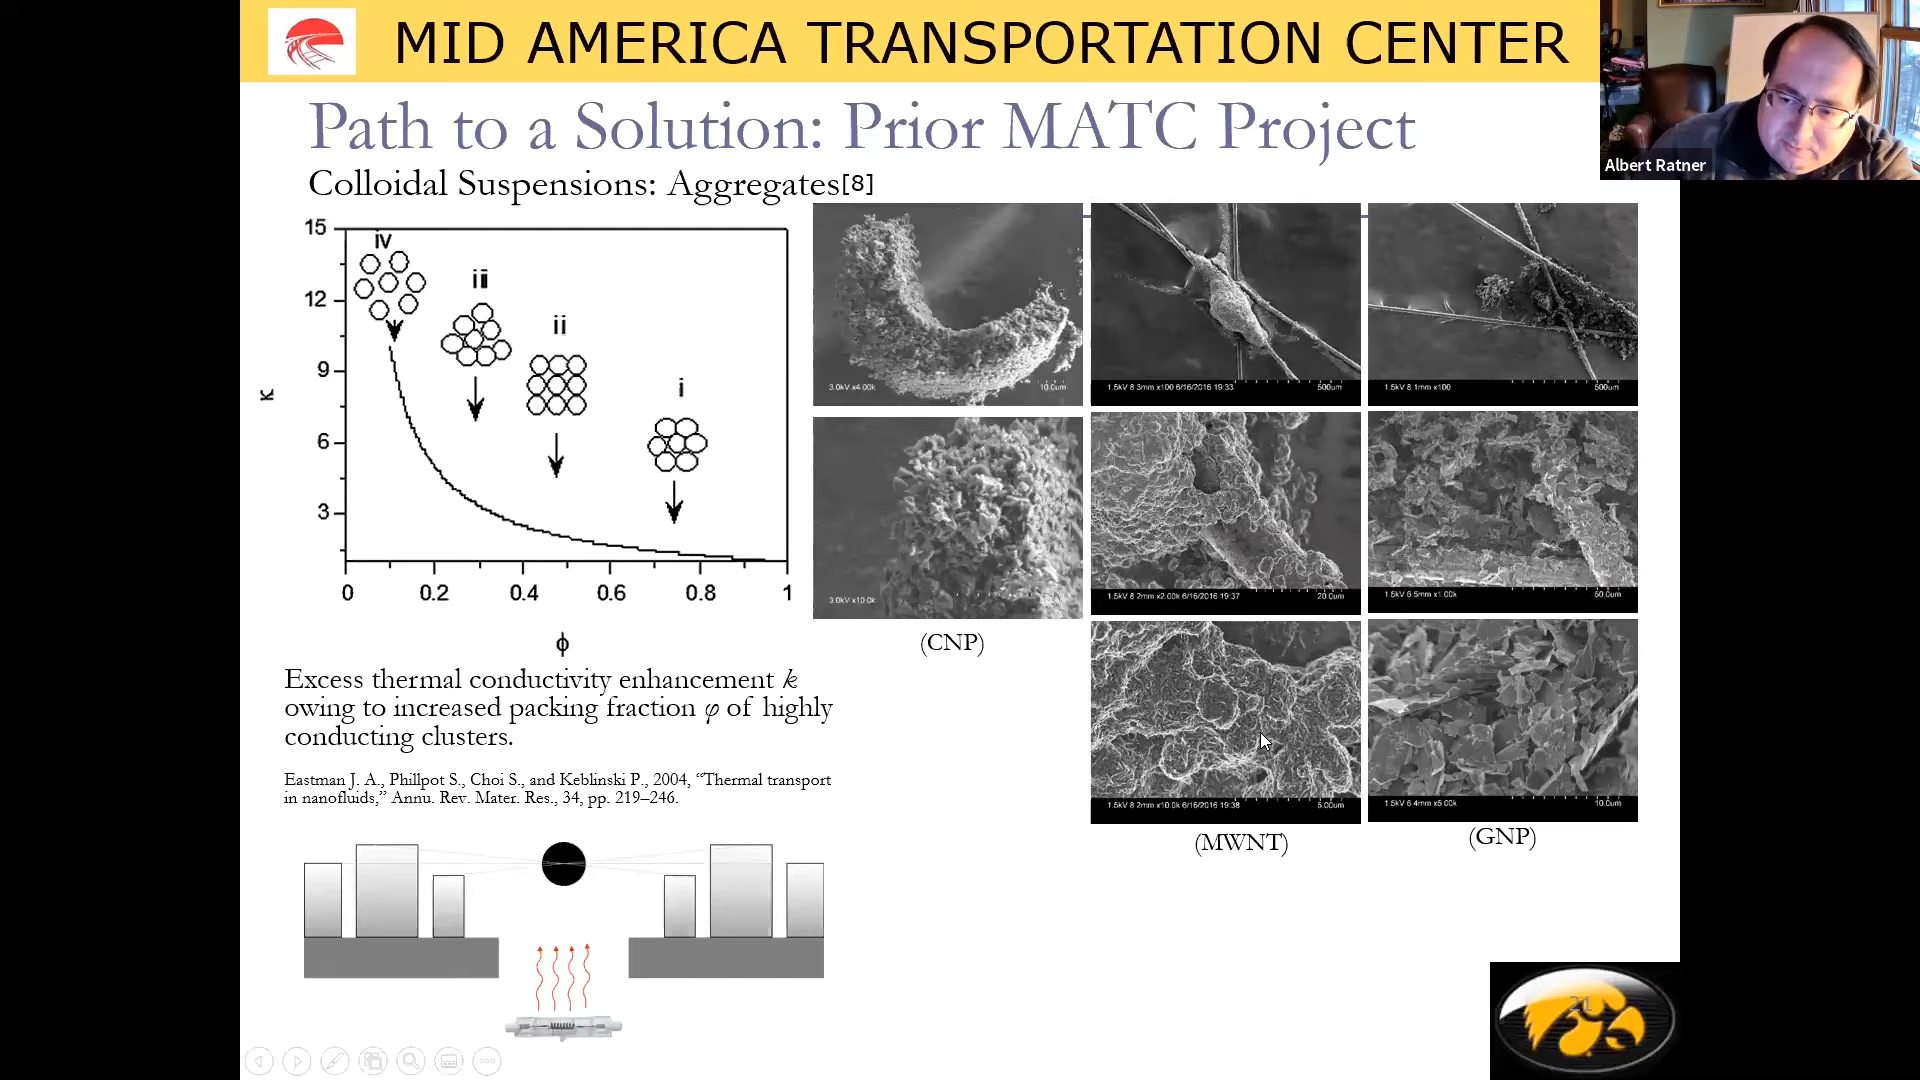 MID AMERICA TRANSPORTATION CENTER
Albert Ratner
Path to a Solution: Prior MATC Project
Colloidal Suspensions: Aggregates[8]
15
12
9
6
3
κ
iv
iii
ii
i
0
0.2
0.4
0.6
0.8
1
ϕ
Excess thermal conductivity enhancement k
owing to increased packing fraction φ of highly
conducting clusters.
Eastman J. A., Phillpot S., Choi S., and Keblinski P., 2004, “Thermal transport
in nanofluids,” Annu. Rev. Mater. Res., 34, pp. 219–246.
3.0kV x4.00k 10.0um
3.0kV x10.0k
(CNP)
1.5kV 8.3mm x100 6/16/2016 19:33 500um
1.5kV 8.2mm x2.00k 6/16/2016 19:37 20.0um
1.5kV 8.2mm x10.0k 6/16/2016 19:38 5.00um
(MWNT)
1.5kV 8.1mm x100 500um
1.5kV 6.5mm x1.00k 50.0um
1.5kV 6.4mm x5.00k 10.0um
(GNP)
21